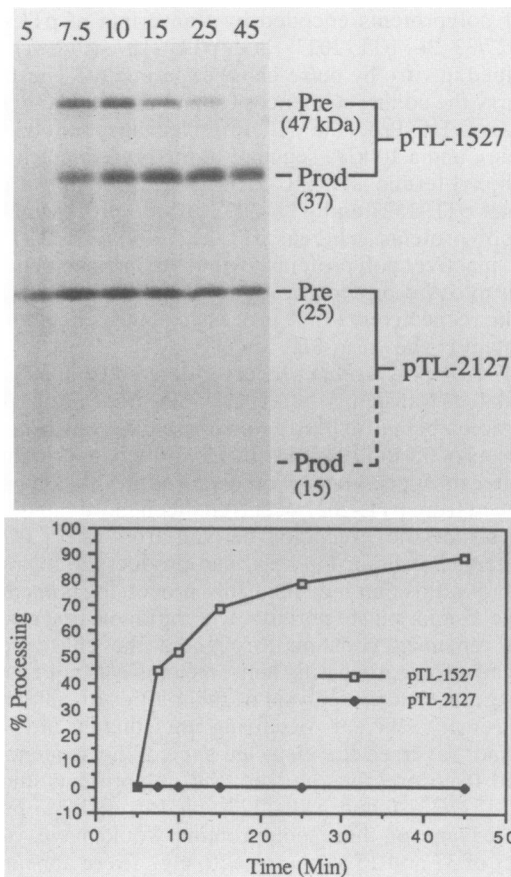 5 7.5 10 15 25 45
Pre
(47 kDa)
pTL-1527
Prod
(37)
Pre
(25)
pTL-2127
Prod
(15)
% Processing
100
90
80
70
60
50
40
30
20
10
0
-10
pTL-1527
pTL-2127
0 10 20 30 40 50
Time (Min)